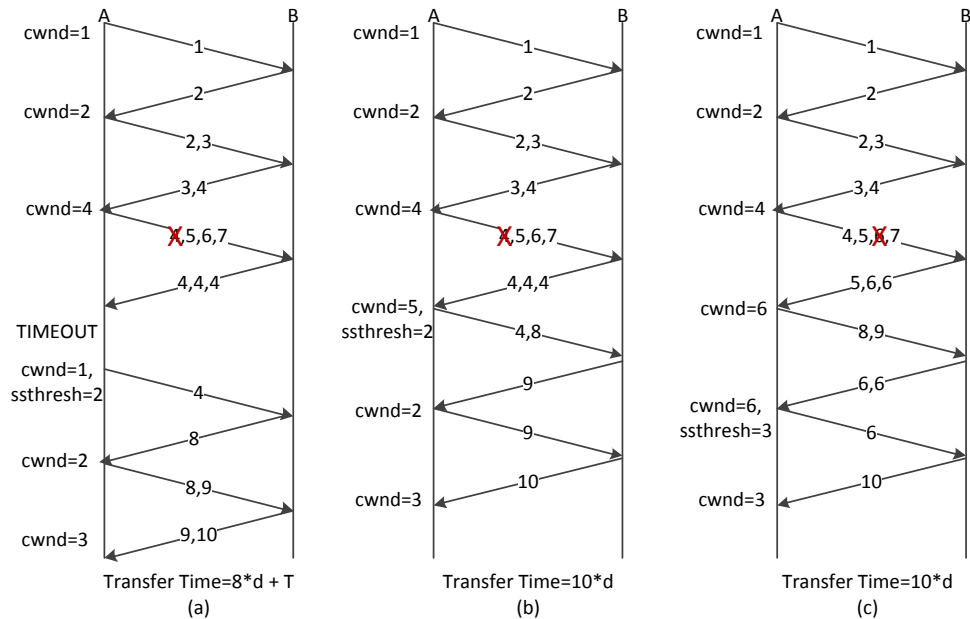 A B
cwnd=1
1
2
cwnd=2
2,3
3,4
cwnd=4
4,5,6,7
4,4,4
TIMEOUT
cwnd=1,
ssthresh=2
4
8
cwnd=2
8,9
9,10
cwnd=3
Transfer Time=8*d + T
(a)
A B
cwnd=1
1
2
cwnd=2
2,3
3,4
cwnd=4
4,5,6,7
4,4,4
cwnd=5,
ssthresh=2
4,8
9
cwnd=2
9
10
cwnd=3
Transfer Time=10*d
(b)
A B
cwnd=1
1
2
cwnd=2
2,3
3,4
cwnd=4
4,5,6,7
5,6,6
cwnd=6
8,9
6,6
cwnd=6,
ssthresh=3
6
10
cwnd=3
Transfer Time=10*d
(c)